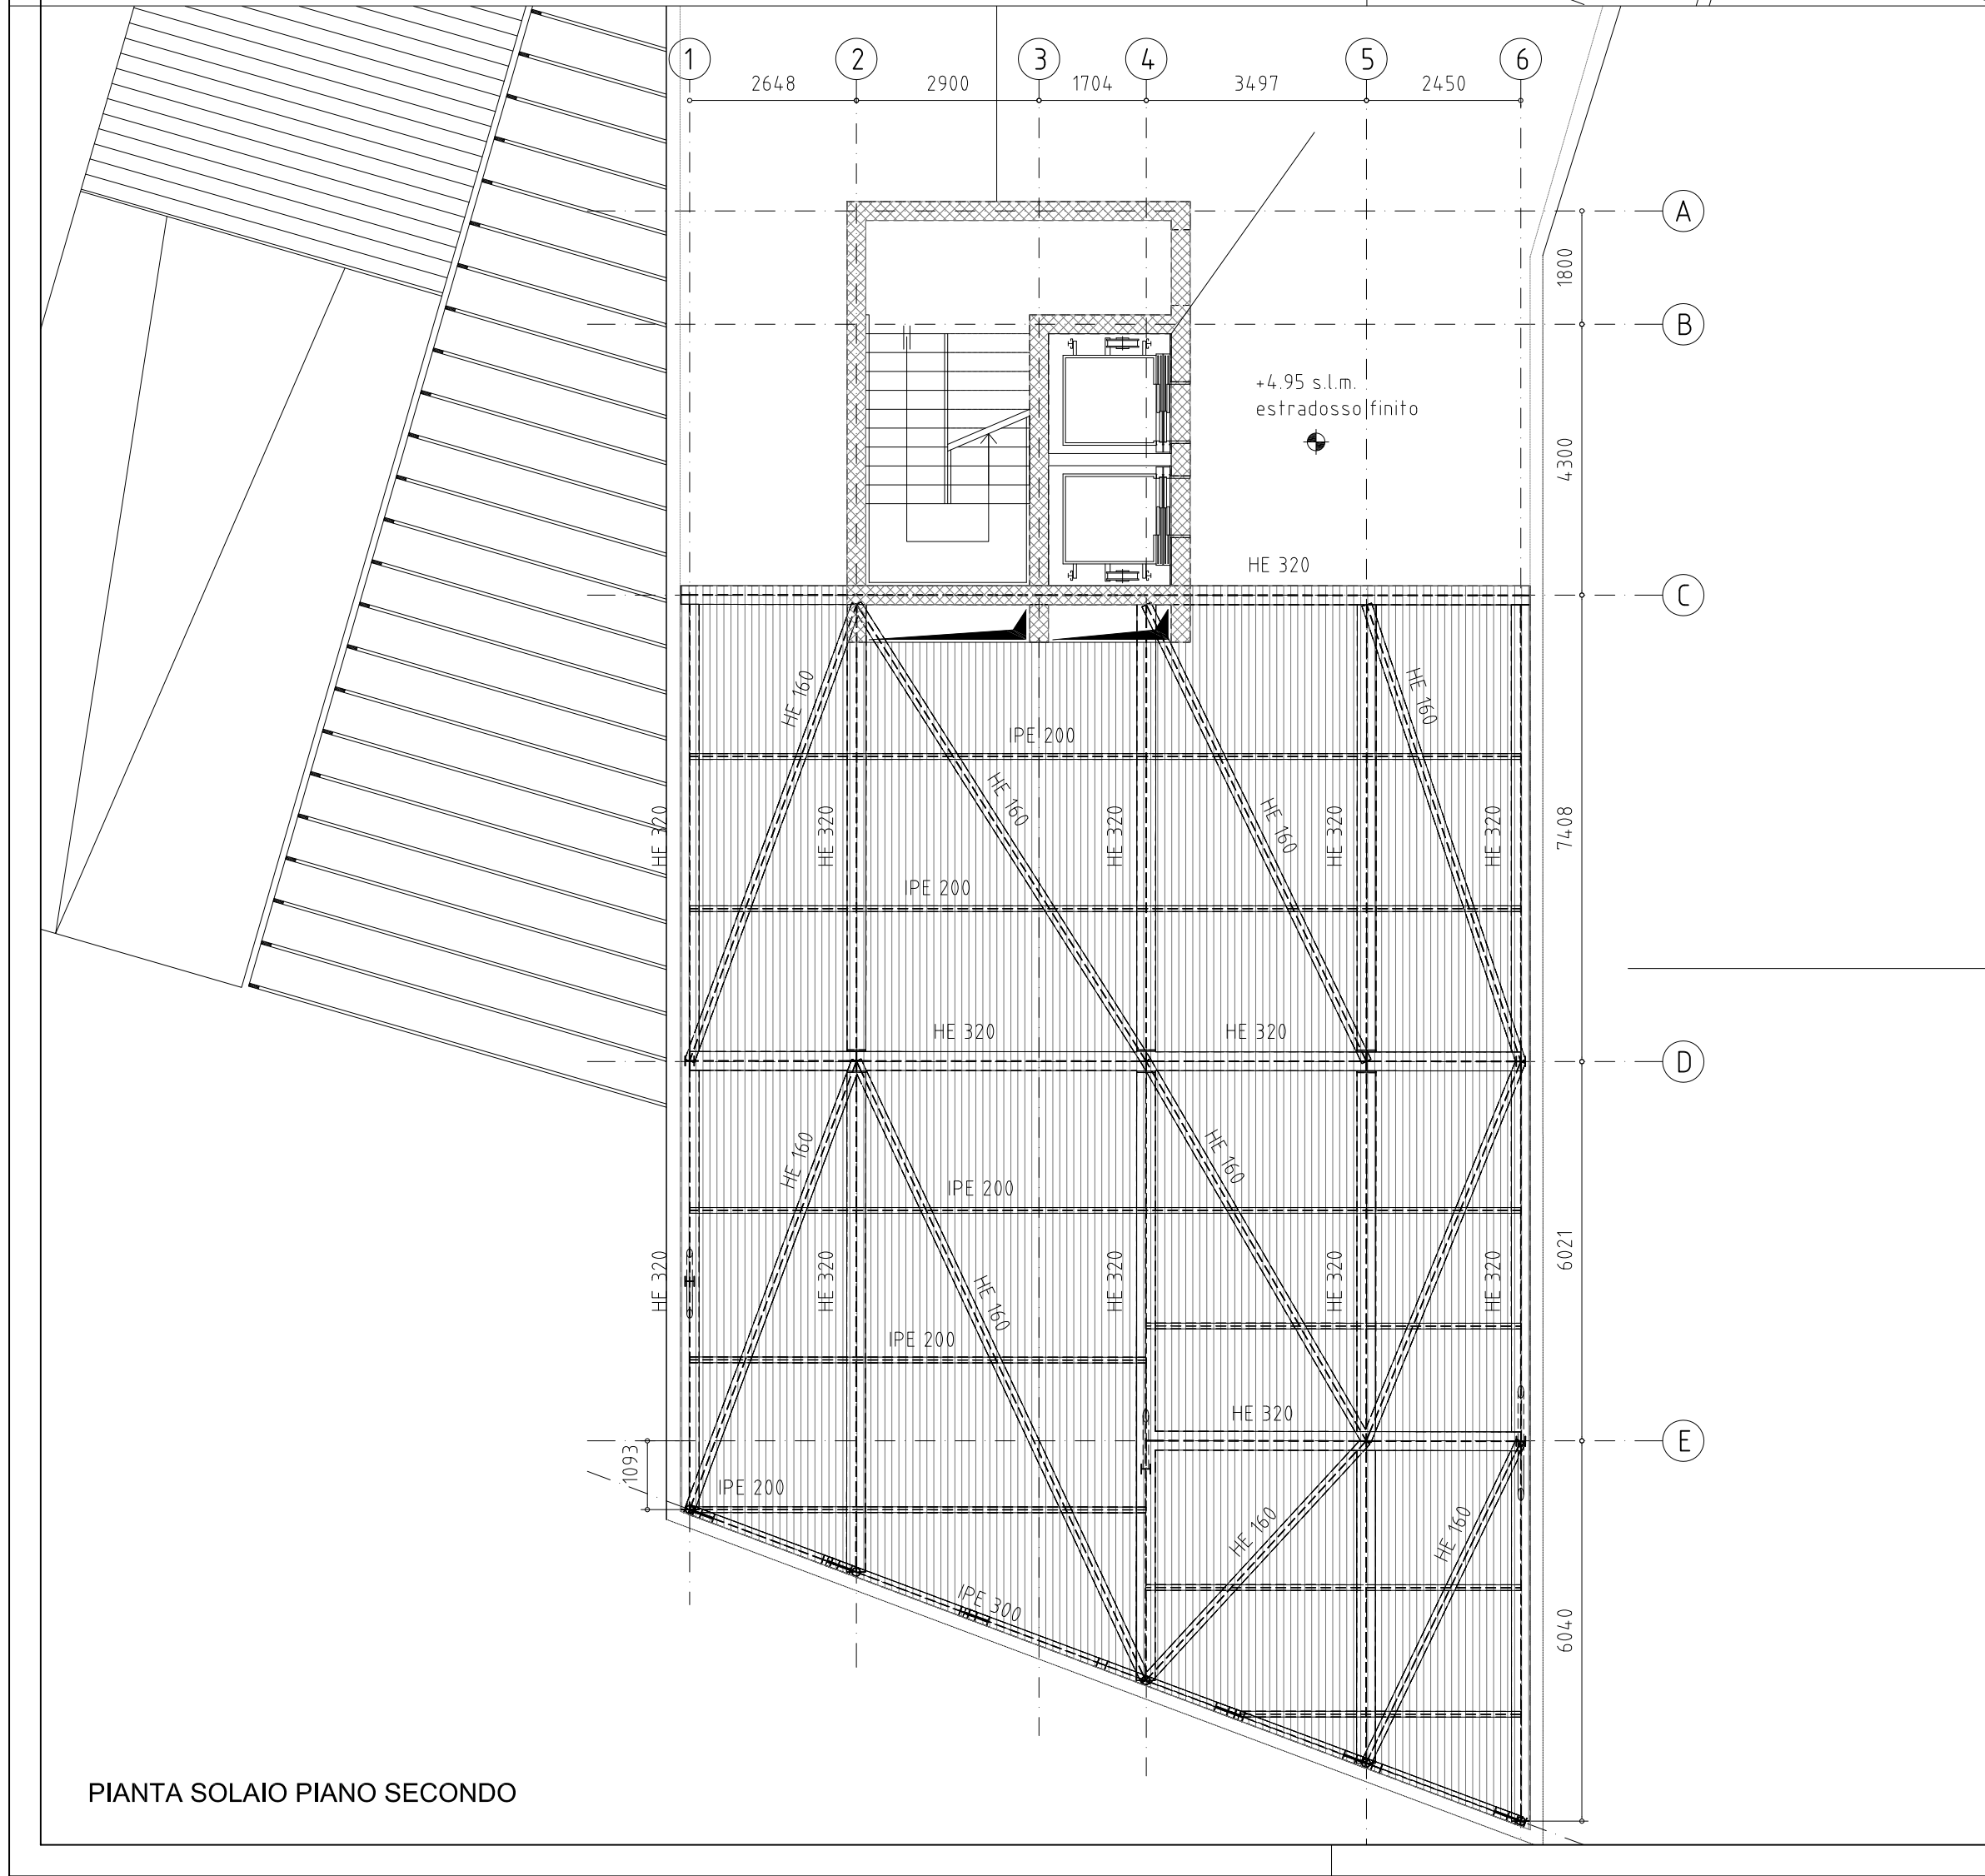 1 2 3 4 5 6
2648 2900 1704 3497 2450
A
1800
B
+4.95 s.l.m.
estradosso finito
4300
HE 320
C
HE 160
HE 160
IPE 200
HE 160
HE 160
HE 320
HE 320
HE 320
HE 320
HE 320
7408
IPE 200
HE 320
HE 320
D
HE 160
HE 160
IPE 200
HE 320
HE 320
HE 320
HE 320
HE 320
6021
HE 160
IPE 200
HE 320
E
1093
IPE 200
HE 160
HE 160
IPE 300
6040
PIANTA SOLAIO PIANO SECONDO